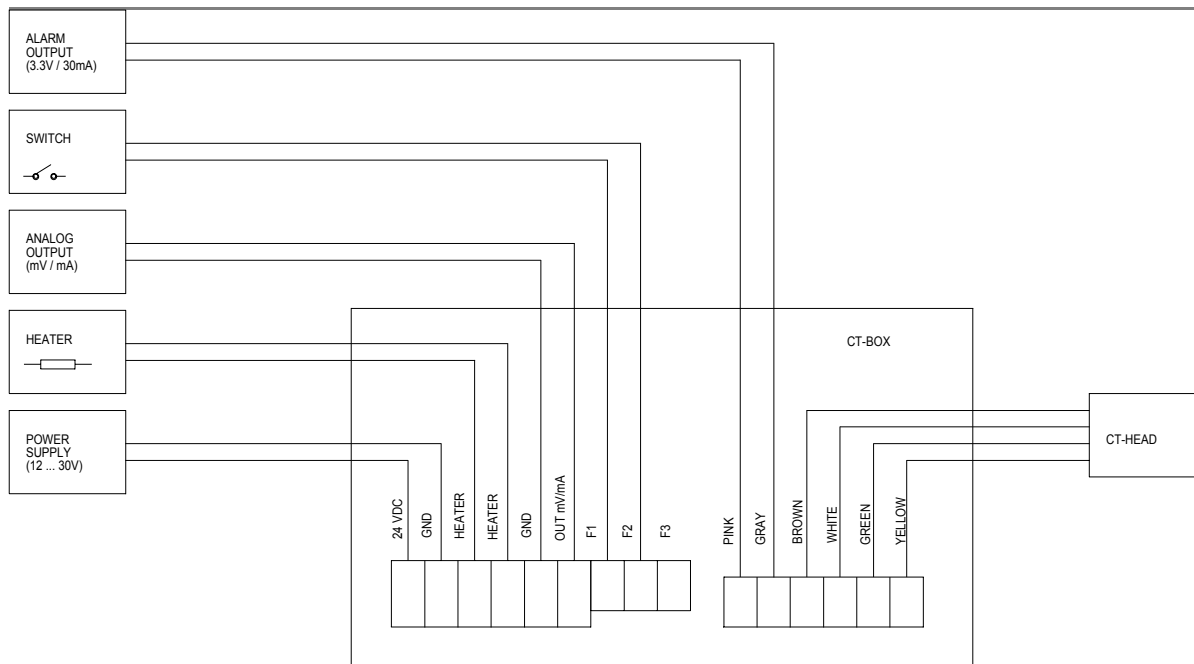 ALARM
OUTPUT
(3.3V / 30mA)
SWITCH
ANALOG
OUTPUT
(mV / mA)
HEATER
CT-BOX
POWER
SUPPLY
(12 ... 30V)
CT-HEAD
24 VDC
GND
HEATER
HEATER
GND
OUT mV/mA
F1
F2
F3
PINK
GRAY
BROWN
WHITE
GREEN
YELLOW